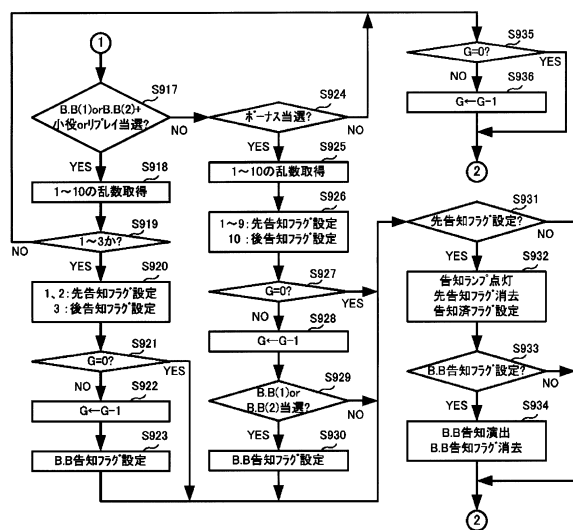 1
S917
B.B(1)orB.B(2)+
小役orリプレイ当選?
NO
YES
S918
1～10の乱数取得
S919
1～3か?
NO
YES
S920
1、2:先告知フラグ設定
3:後告知フラグ設定
S921
G=0?
YES
NO
S922
G←G-1
S923
B.B告知フラグ設定
S924
ボーナス当選?
NO
YES
S925
1～10の乱数取得
S926
1～9:先告知フラグ設定
10:後告知フラグ設定
S927
G=0?
YES
NO
S928
G←G-1
S929
B.B(1)or
B.B(2)当選?
NO
YES
S930
B.B告知フラグ設定
S935
G=0?
YES
NO
S936
G←G-1
2
S931
先告知フラグ設定?
NO
YES
S932
告知ランプ点灯
先告知フラグ消去
告知済フラグ設定
S933
B.B告知フラグ設定?
NO
YES
S934
B.B告知演出
B.B告知フラグ消去
2